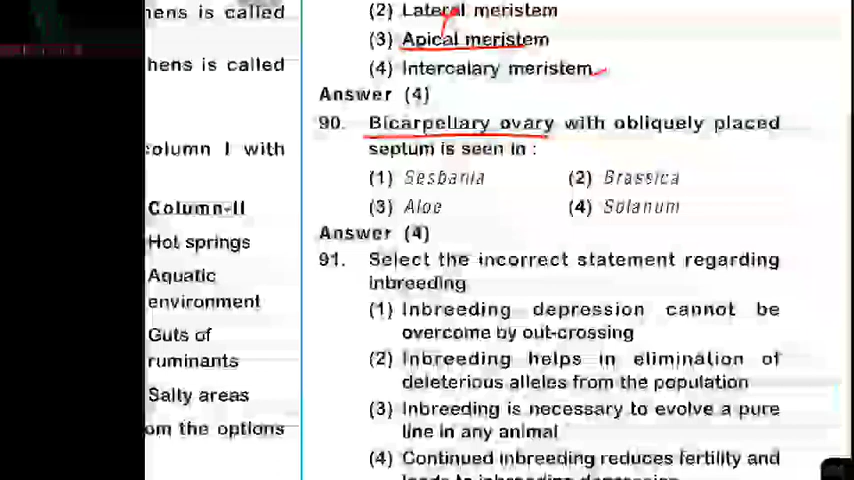 hens is called
hens is called
column I with
Column-II
Hot springs
Aquatic
environment
Guts of
ruminants
Salty areas
om the options
(2) Lateral meristem
(3) Apical meristem
(4) Intercalary meristem
Answer (4)
90. Bicarpellary ovary with obliquely placed
septum is seen in :
(1) Sesbania (2) Brassica
(3) Aloe (4) Solanum
Answer (4)
91. Select the incorrect statement regarding
inbreeding
(1) Inbreeding depression cannot be
overcome by out-crossing
(2) Inbreeding helps in elimination of
deleterious alleles from the population
(3) Inbreeding is necessary to evolve a pure
line in any animal
(4) Continued inbreeding reduces fertility and
leads to inbreeding depression